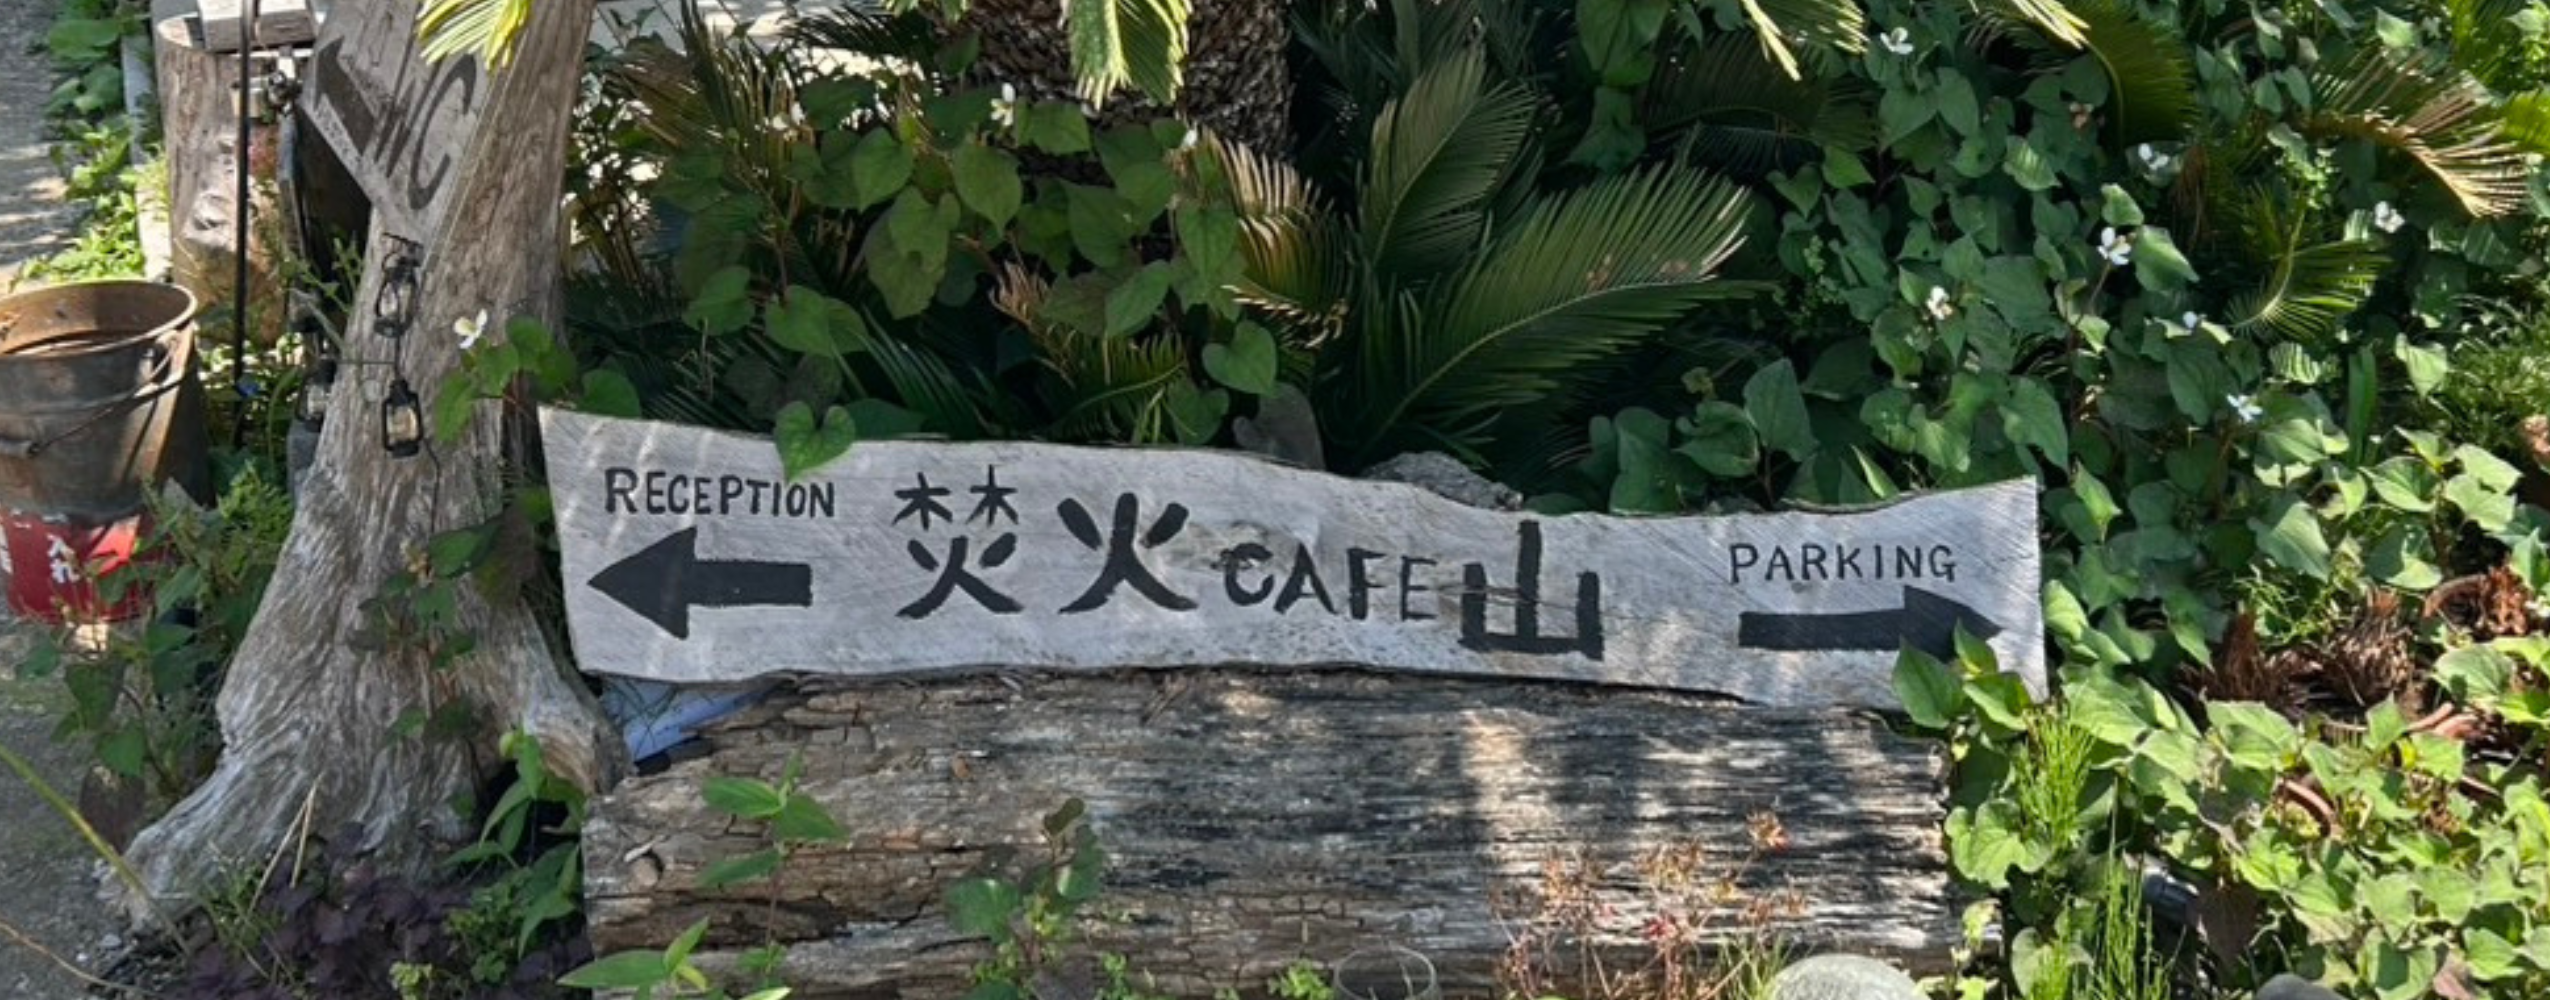 WC
RECEPTION
焚火CAFE山
PARKING